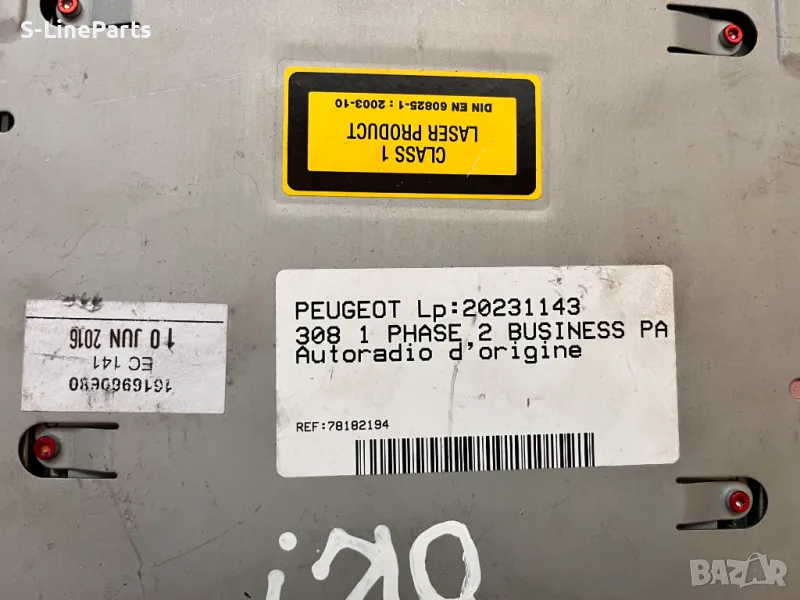 S-LineParts
CLASS 1
LASER PRODUCT
DIN EN 60825-1 : 2003-10
PEUGEOT Lp:20231143
308 1 PHASE,2 BUSINESS PA
Autoradio d'origine
REF:78182194
10 JUN 2016
EC 141
OK!
BAZAR